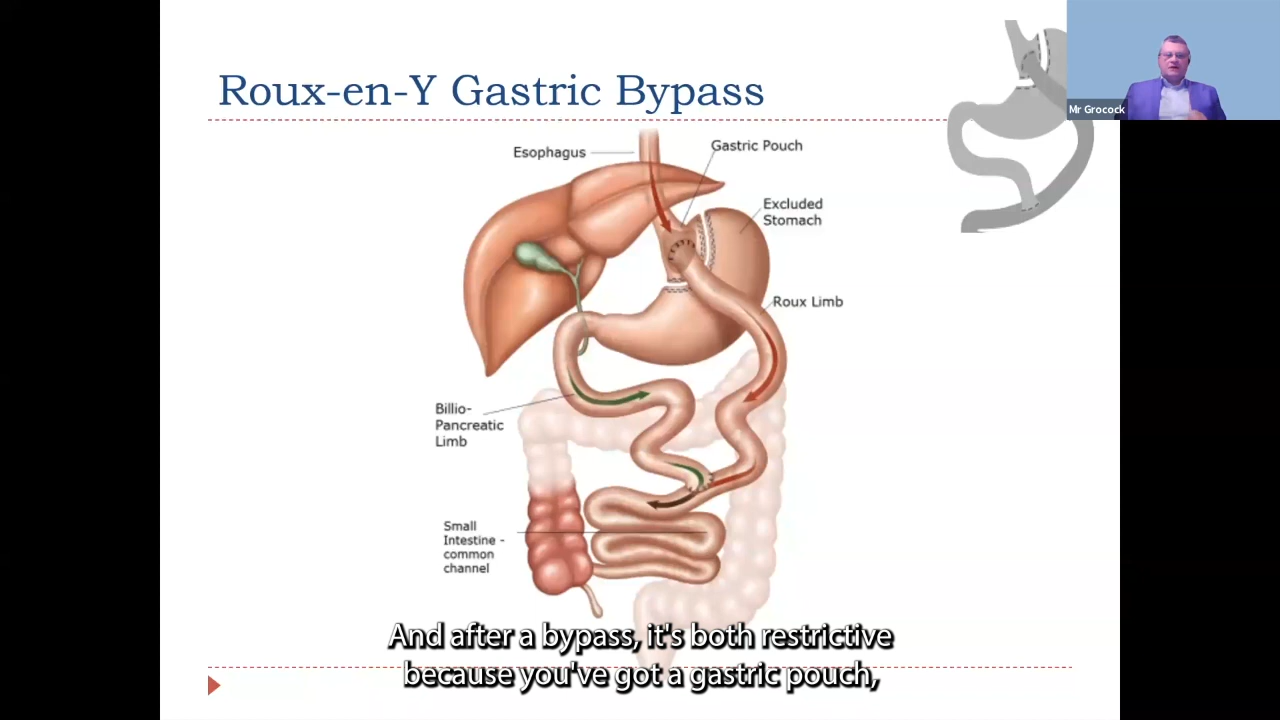 Roux-en-Y Gastric Bypass
Mr Grocock
Esophagus
Gastric Pouch
Excluded
Stomach
Roux Limb
Billio-
Pancreatic
Limb
Small
Intestine -
common
channel
And after a bypass, it's both restrictive
because you've got a gastric pouch,